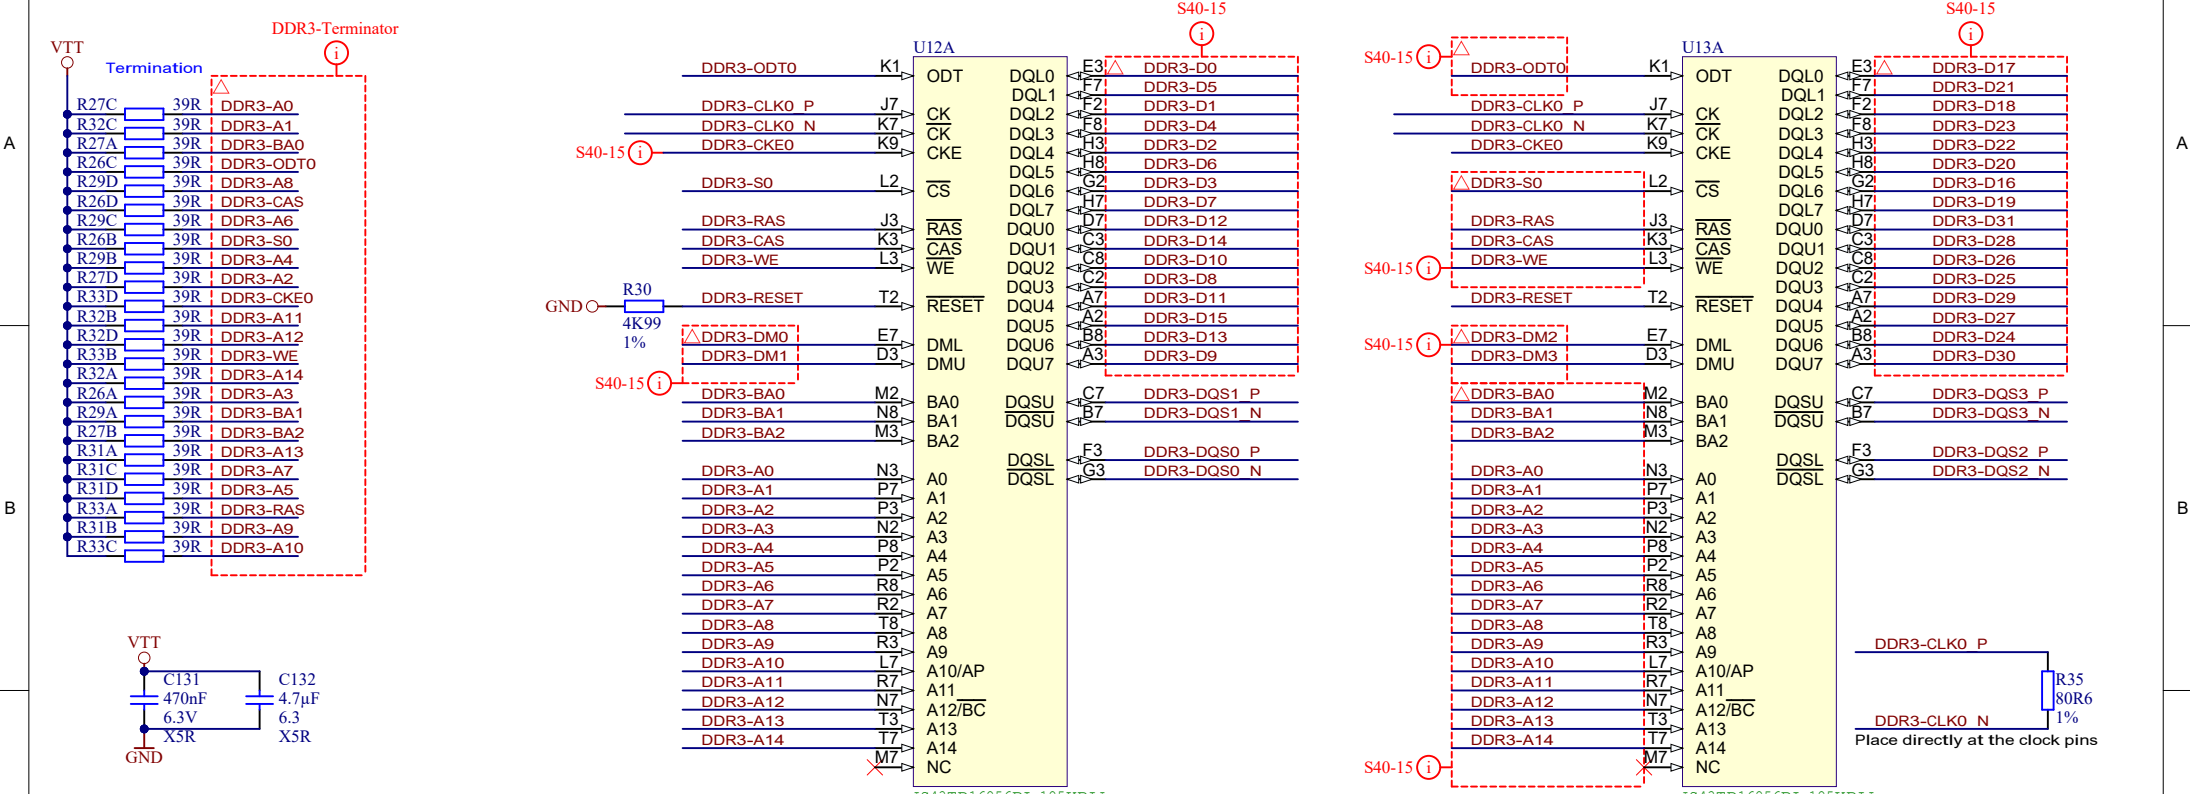 DDR3-Terminator
i
VTT
Termination
R27C 39R DDR3-A0
R32C 39R DDR3-A1
R27A 39R DDR3-BA0
R26C 39R DDR3-ODT0
R29D 39R DDR3-A8
R26D 39R DDR3-CAS
R29C 39R DDR3-A6
R26B 39R DDR3-S0
R29B 39R DDR3-A4
R27D 39R DDR3-A2
R33D 39R DDR3-CKE0
R32B 39R DDR3-A11
R32D 39R DDR3-A12
R33B 39R DDR3-WE
R32A 39R DDR3-A14
R26A 39R DDR3-A3
R29A 39R DDR3-BA1
R27B 39R DDR3-BA2
R31A 39R DDR3-A13
R31C 39R DDR3-A7
R31D 39R DDR3-A5
R33A 39R DDR3-RAS
R31B 39R DDR3-A9
R33C 39R DDR3-A10
A
B
VTT
C131
470nF
6.3V
X5R
C132
4.7µF
6.3
X5R
GND
S40-15
i
U12A
DDR3-ODT0 K1 ODT DQL0 E3 DDR3-D0
DQL1 F7 DDR3-D5
DDR3-CLK0_P J7 CK DQL2 F2 DDR3-D1
DDR3-CLK0_N K7 CK DQL3 F8 DDR3-D4
S40-15 i DDR3-CKE0 K9 CKE DQL4 H3 DDR3-D2
DQL5 H8 DDR3-D6
DDR3-S0 L2 CS DQL6 G2 DDR3-D3
DQL7 H7 DDR3-D7
DDR3-RAS J3 RAS DQU0 D7 DDR3-D12
DDR3-CAS K3 CAS DQU1 C3 DDR3-D14
DDR3-WE L3 WE DQU2 C8 DDR3-D10
DQU3 C2 DDR3-D8
GND R30 4K99 1% DDR3-RESET T2 RESET DQU4 A7 DDR3-D11
DQU5 A2 DDR3-D15
DDR3-DM0 E7 DML DQU6 B8 DDR3-D13
DDR3-DM1 D3 DMU DQU7 A3 DDR3-D9
S40-15 i
DDR3-BA0 M2 BA0 DQSU C7 DDR3-DQS1_P
DDR3-BA1 N8 BA1 DQSU B7 DDR3-DQS1_N
DDR3-BA2 M3 BA2
DQSL F3 DDR3-DQS0_P
DDR3-A0 N3 A0 DQSL G3 DDR3-DQS0_N
DDR3-A1 P7 A1
DDR3-A2 P3 A2
DDR3-A3 N2 A3
DDR3-A4 P8 A4
DDR3-A5 P2 A5
DDR3-A6 R8 A6
DDR3-A7 R2 A7
DDR3-A8 T8 A8
DDR3-A9 R3 A9
DDR3-A10 L7 A10/AP
DDR3-A11 R7 A11
DDR3-A12 N7 A12/BC
DDR3-A13 T3 A13
DDR3-A14 T7 A14
M7 NC
S40-15
i
U13A
S40-15 i
DDR3-ODT0 K1 ODT DQL0 E3 DDR3-D17
DQL1 F7 DDR3-D21
DDR3-CLK0_P J7 CK DQL2 F2 DDR3-D18
DDR3-CLK0_N K7 CK DQL3 F8 DDR3-D23
DDR3-CKE0 K9 CKE DQL4 H3 DDR3-D22
DQL5 H8 DDR3-D20
DDR3-S0 L2 CS DQL6 G2 DDR3-D16
DQL7 H7 DDR3-D19
DDR3-RAS J3 RAS DQU0 D7 DDR3-D31
DDR3-CAS K3 CAS DQU1 C3 DDR3-D28
S40-15 i DDR3-WE L3 WE DQU2 C8 DDR3-D26
DQU3 C2 DDR3-D25
DDR3-RESET T2 RESET DQU4 A7 DDR3-D29
DQU5 A2 DDR3-D27
S40-15 i DDR3-DM2 E7 DML DQU6 B8 DDR3-D24
DDR3-DM3 D3 DMU DQU7 A3 DDR3-D30
DDR3-BA0 M2 BA0 DQSU C7 DDR3-DQS3_P
DDR3-BA1 N8 BA1 DQSU B7 DDR3-DQS3_N
DDR3-BA2 M3 BA2
DQSL F3 DDR3-DQS2_P
DDR3-A0 N3 A0 DQSL G3 DDR3-DQS2_N
DDR3-A1 P7 A1
DDR3-A2 P3 A2
DDR3-A3 N2 A3
DDR3-A4 P8 A4
DDR3-A5 P2 A5
DDR3-A6 R8 A6
DDR3-A7 R2 A7
DDR3-A8 T8 A8
DDR3-A9 R3 A9
DDR3-A10 L7 A10/AP
DDR3-A11 R7 A11
DDR3-A12 N7 A12/BC
DDR3-A13 T3 A13
DDR3-A14 T7 A14
S40-15 i M7 NC
DDR3-CLK0_P
R35
80R6
1%
DDR3-CLK0_N
Place directly at the clock pins
A
B